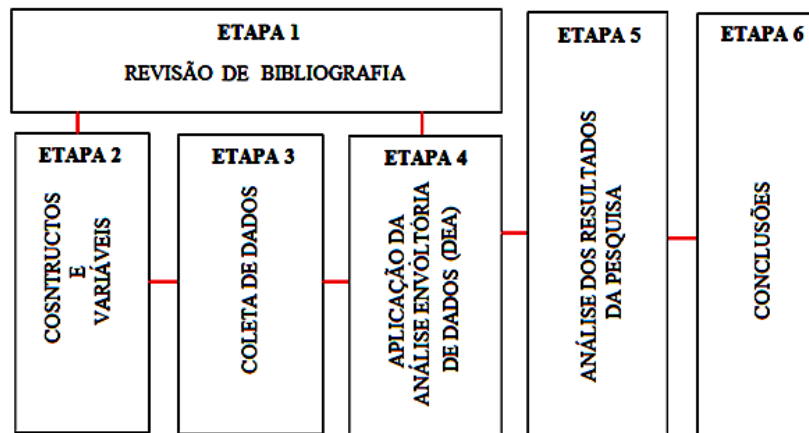 ETAPA 1
REVISÃO DE BIBLIOGRAFIA
ETAPA 2
COSNTRUCTOS
E
VARIÁVEIS
ETAPA 3
COLETA DE DADOS
ETAPA 4
APLICAÇÃO DA
ANÁLISE ENVOLTÓRIA
DE DADOS (DEA)
ETAPA 5
ANÁLISE DOS RESULTADOS
DA PESQUISA
ETAPA 6
CONCLUSÕES